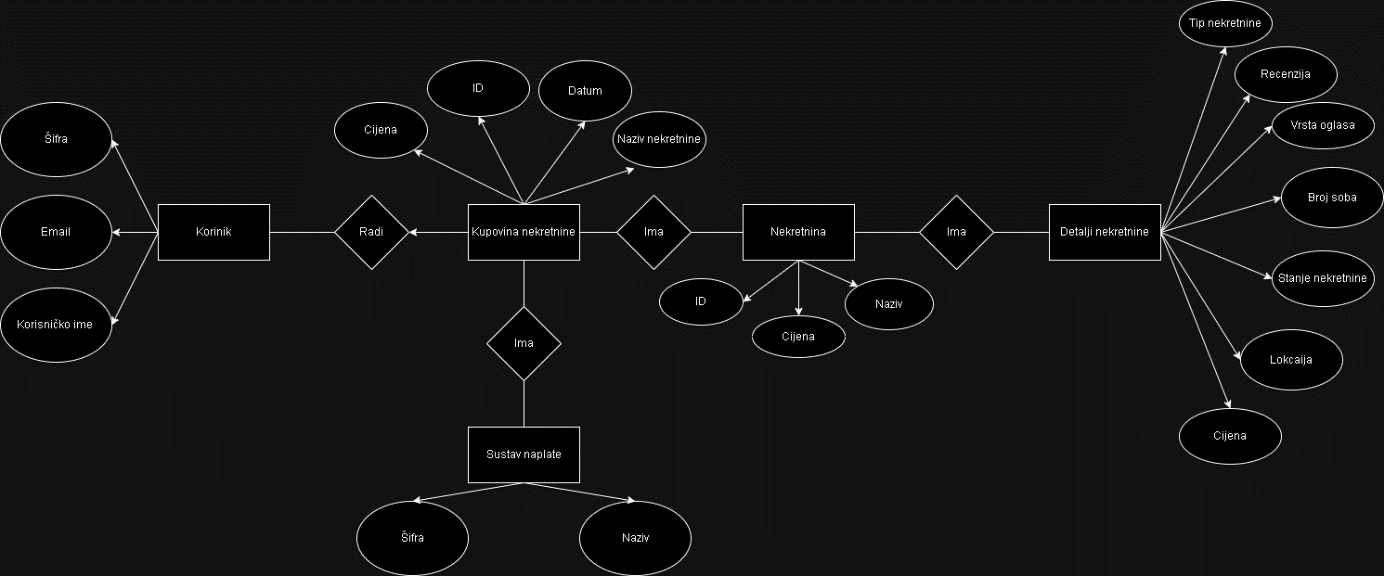 Tip nekretnine
Recenzija
ID
Datum
Cijena
Vrsta oglasa
Šifra
Naziv nekretnine
Broj soba
Email
Korinik
Radi
Kupovina nekretnine
Ima
Nekretnina
Ima
Detalji nekretnine
Stanje nekretnine
ID
Naziv
Korisničko ime
Cijena
Ima
Lokcaija
Cijena
Sustav naplate
Šifra
Naziv